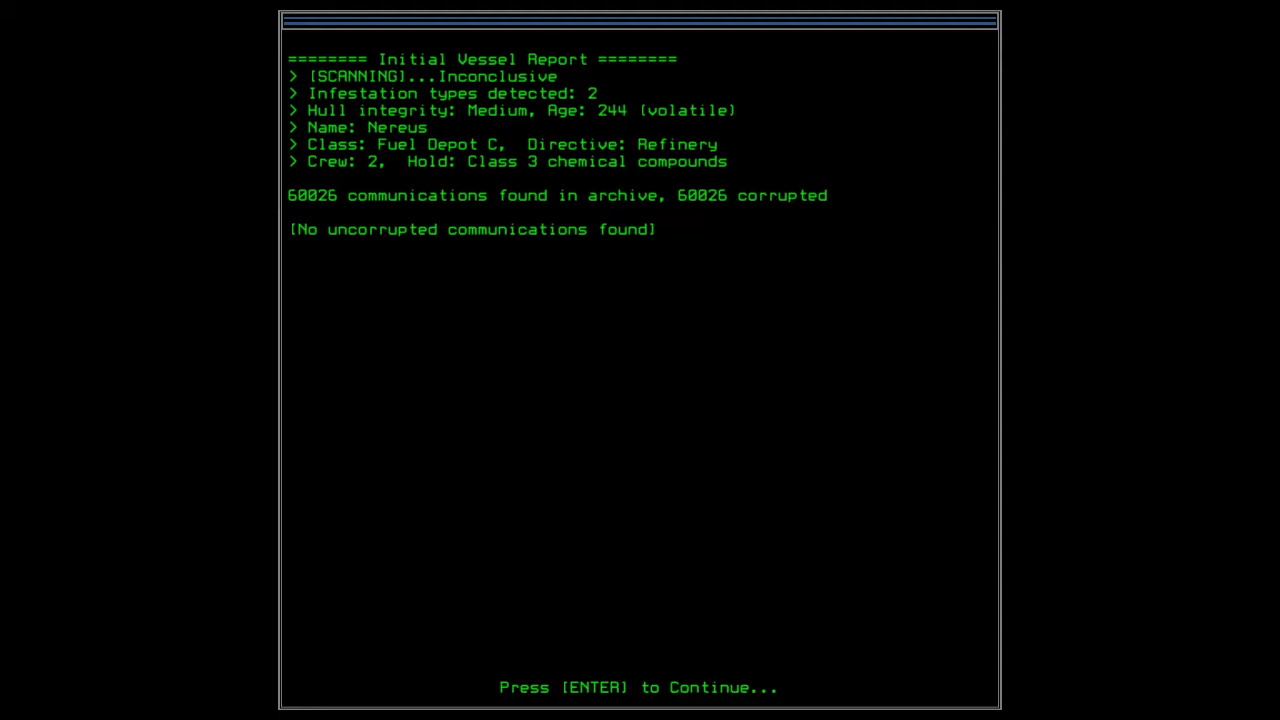 ======== Initial Vessel Report ========
> [SCANNING]...Inconclusive
> Infestation types detected: 2
> Hull integrity: Medium, Age: 244 (volatile)
> Name: Nereus
> Class: Fuel Depot C,  Directive: Refinery
> Crew: 2,  Hold: Class 3 chemical compounds
60026 communications found in archive, 60026 corrupted
[No uncorrupted communications found]
Press [ENTER] to Continue...